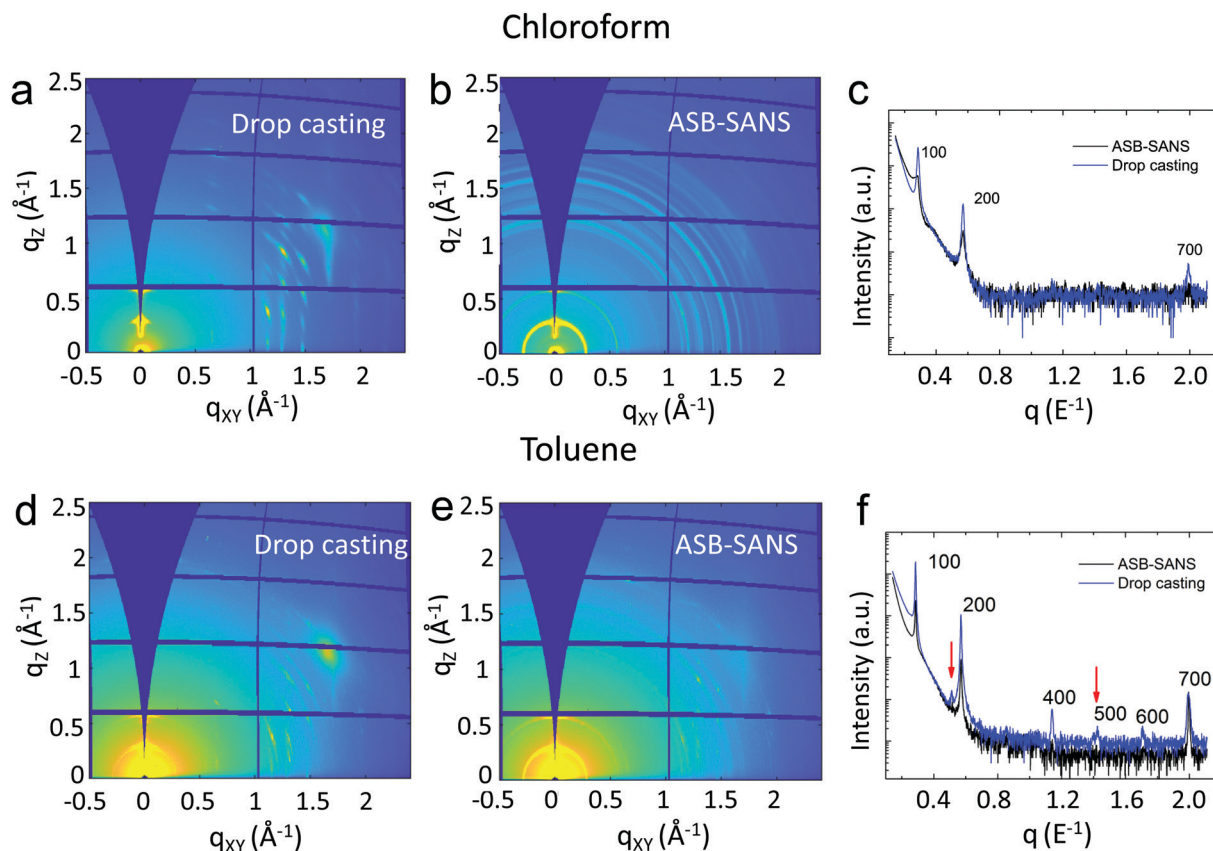 Chloroform
a
Drop casting
2.5
2
1.5
1
0.5
0
qZ (Å-1)
-0.5 0 0.5 1 1.5 2
qXY (Å-1)
b
ASB-SANS
2.5
2
1.5
1
0.5
0
qZ (Å-1)
-0.5 0 0.5 1 1.5 2
qXY (Å-1)
c
ASB-SANS
Drop casting
100
200
700
Intensity (a.u.)
0.4 0.8 1.2 1.6 2.0
q (E-1)
Toluene
d
Drop casting
2.5
2
1.5
1
0.5
0
qZ (Å-1)
-0.5 0 0.5 1 1.5 2
qXY (Å-1)
e
ASB-SANS
2.5
2
1.5
1
0.5
0
qZ (Å-1)
-0.5 0 0.5 1 1.5 2
qXY (Å-1)
f
ASB-SANS
Drop casting
100
200
400
500
600
700
Intensity (a.u.)
0.4 0.8 1.2 1.6 2.0
q (E-1)